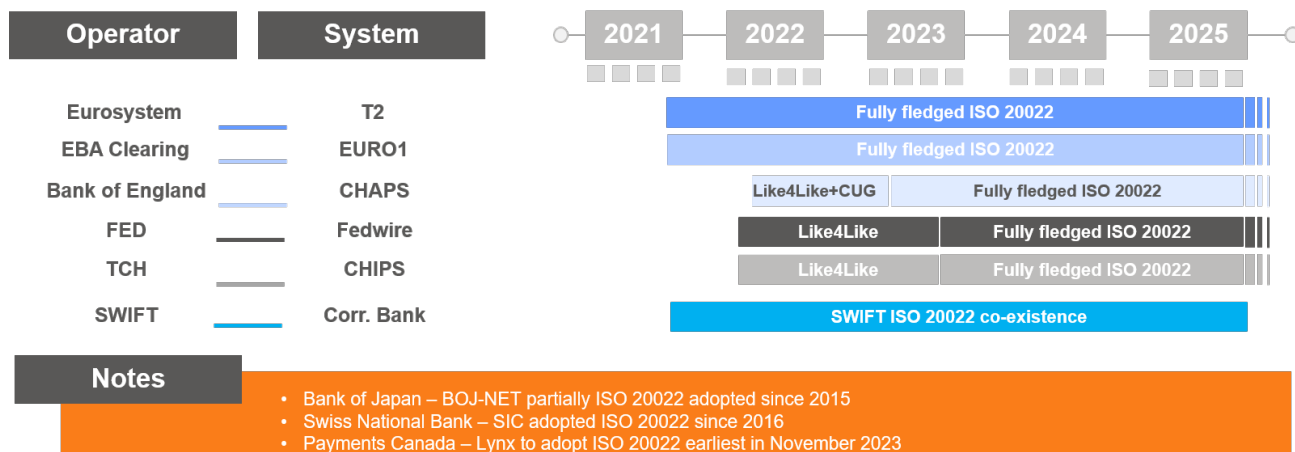 Operator System 2021 2022 2023 2024 2025
Eurosystem T2 Fully fledged ISO 20022
EBA Clearing EURO1 Fully fledged ISO 20022
Bank of England CHAPS Like4Like+CUG Fully fledged ISO 20022
FED Fedwire Like4Like Fully fledged ISO 20022
TCH CHIPS Like4Like Fully fledged ISO 20022
SWIFT Corr. Bank SWIFT ISO 20022 co-existence
Notes
• Bank of Japan – BOJ-NET partially ISO 20022 adopted since 2015
• Swiss National Bank – SIC adopted ISO 20022 since 2016
• Payments Canada – Lynx to adopt ISO 20022 earliest in November 2023